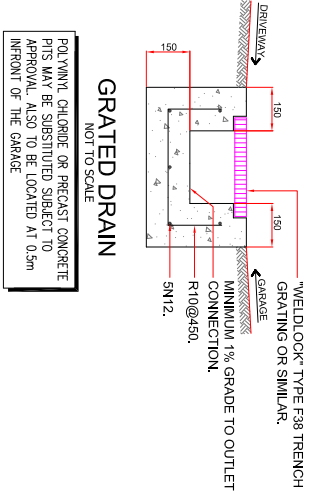 "WELDLOCK" TYPE F38 TRENCH
GRATING OR SIMILAR.
DRIVEWAY
GARAGE
150
150
150
MINIMUM 1% GRADE TO OUTLET
CONNECTION.
R10@450.
5N12.
GRATED DRAIN
NOT TO SCALE
POLYVINYL CHLORIDE OR PRECAST CONCRETE
PITS MAY BE SUBSTITUTED SUBJECT TO
APPROVAL. ALSO TO BE LOCATED AT 0.5m
INFRONT OF THE GARAGE